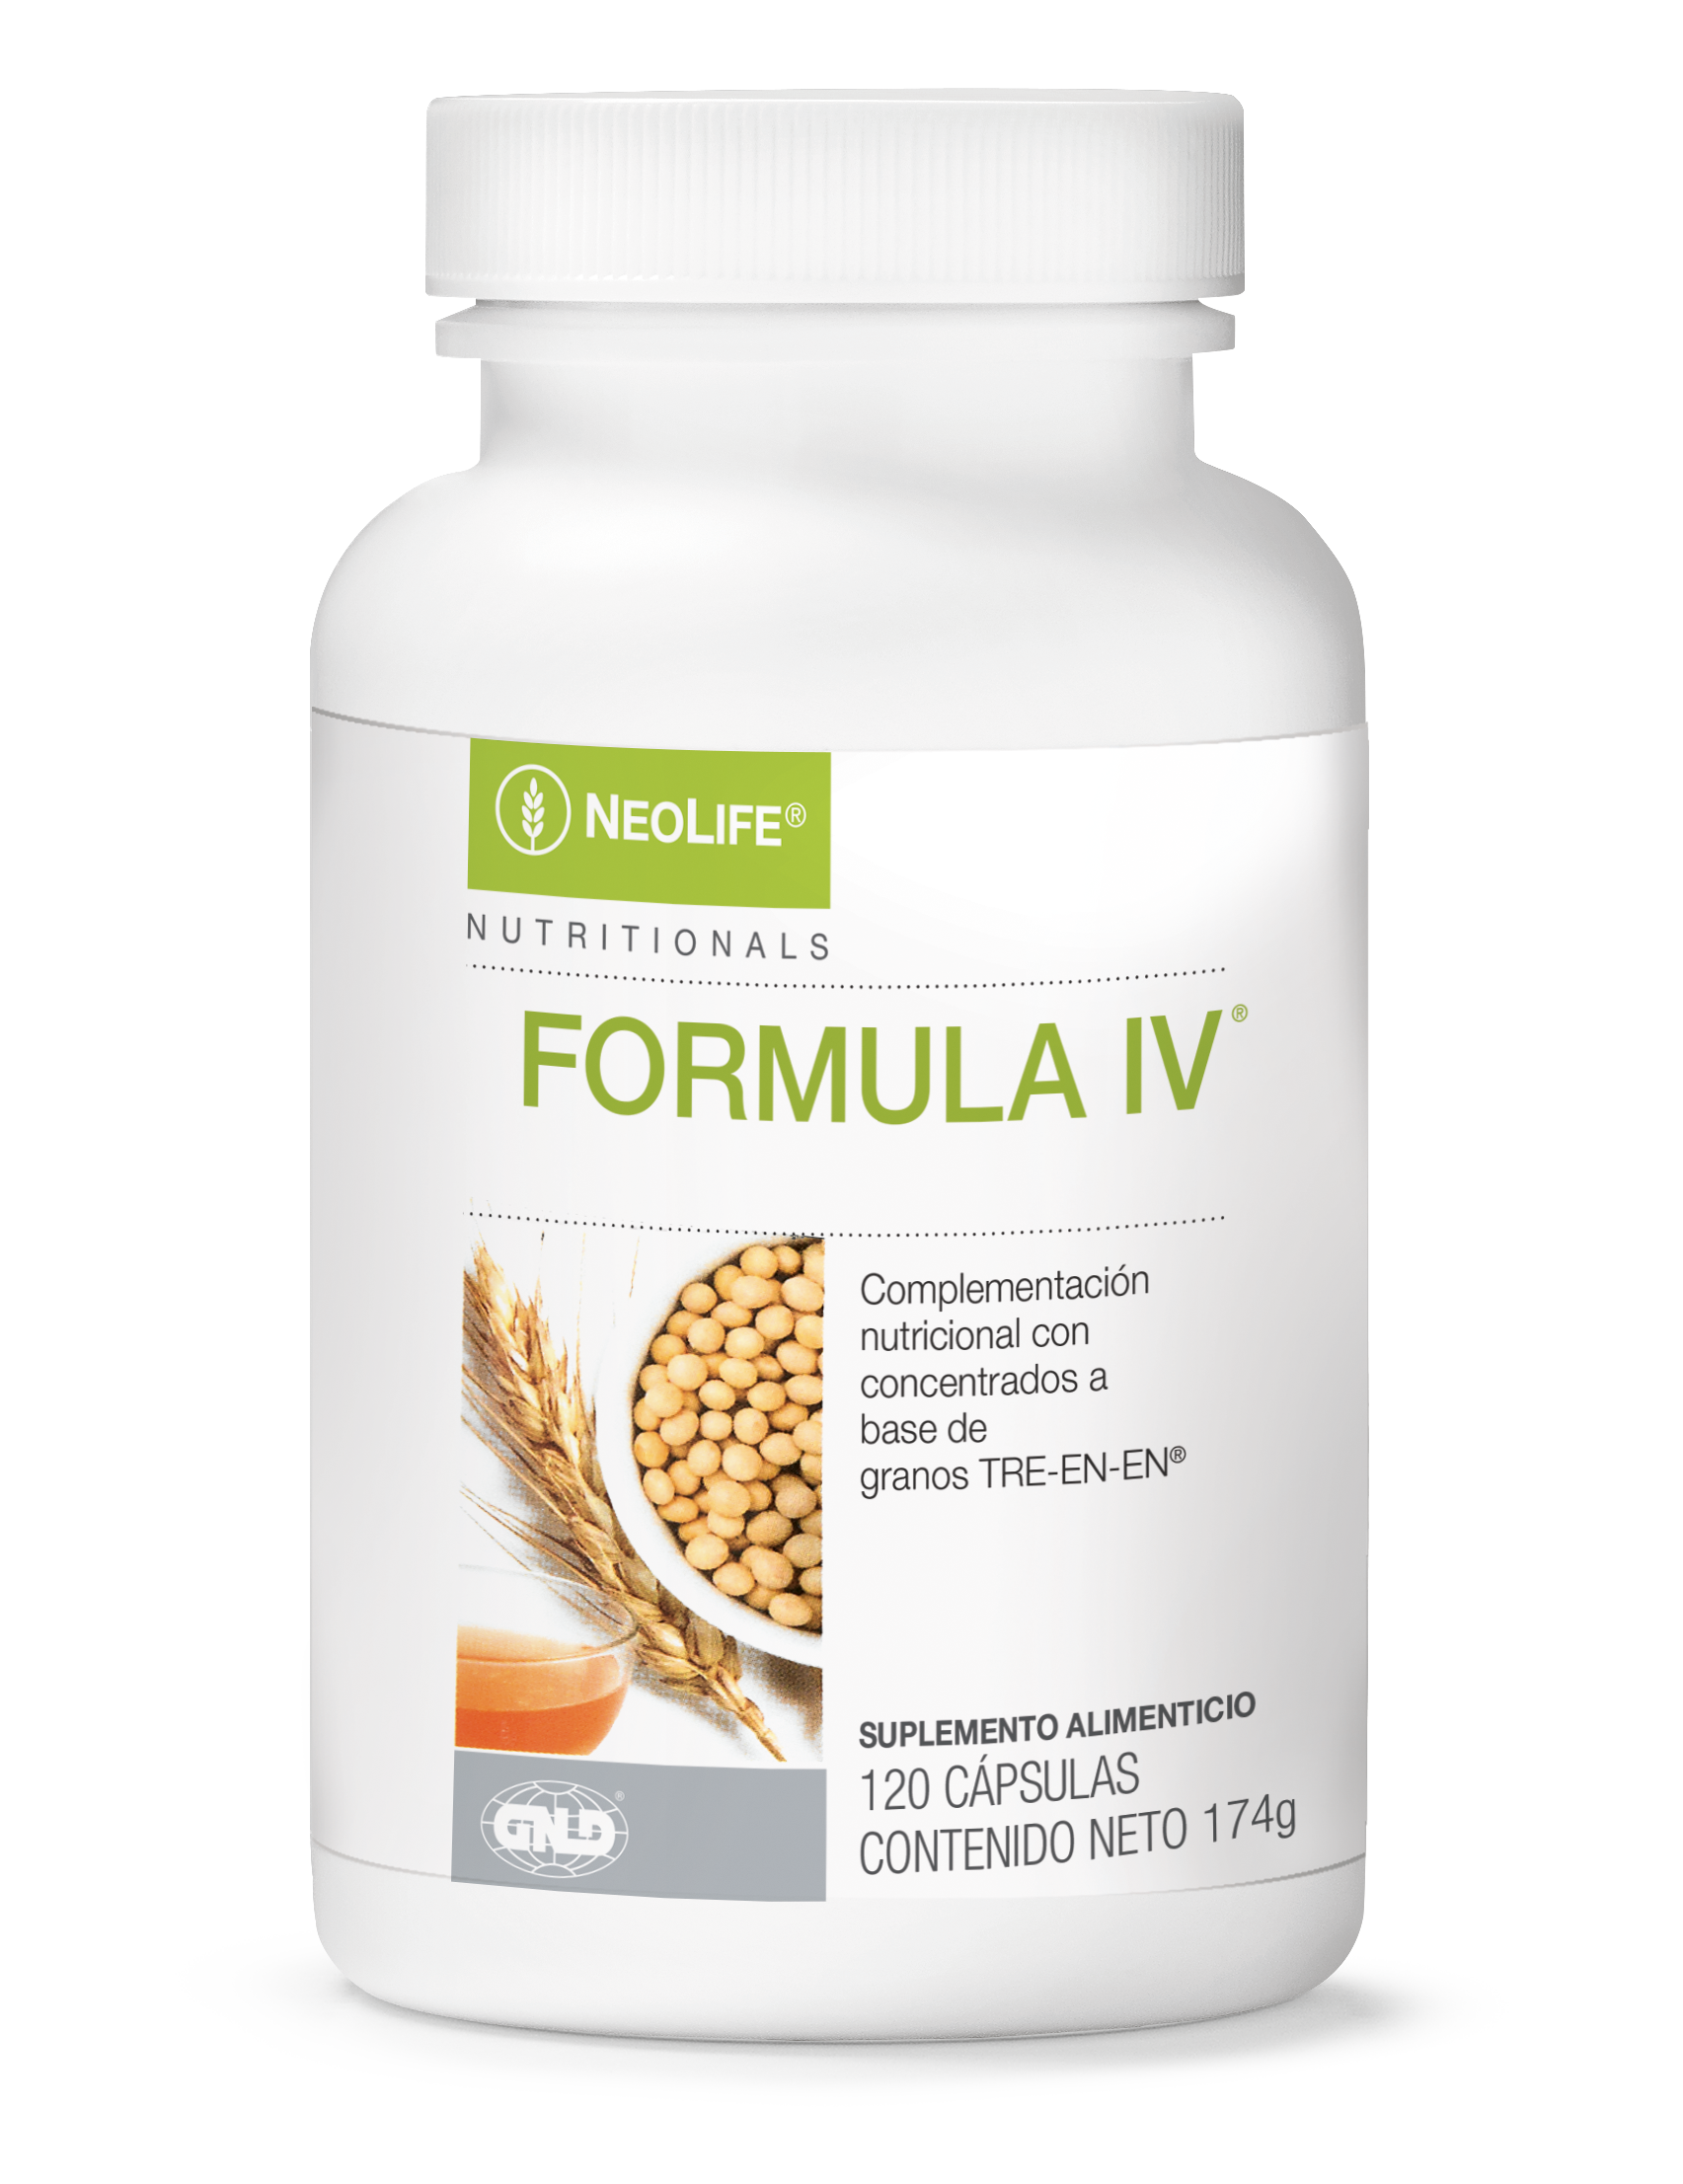 NEOLIFE®
NUTRITIONALS
FORMULA IV®
Complementación
nutricional con
concentrados a
base de
granos TRE-EN-EN®
SUPLEMENTO ALIMENTICIO
120 CÁPSULAS
CONTENIDO NETO 174g
GNLD®